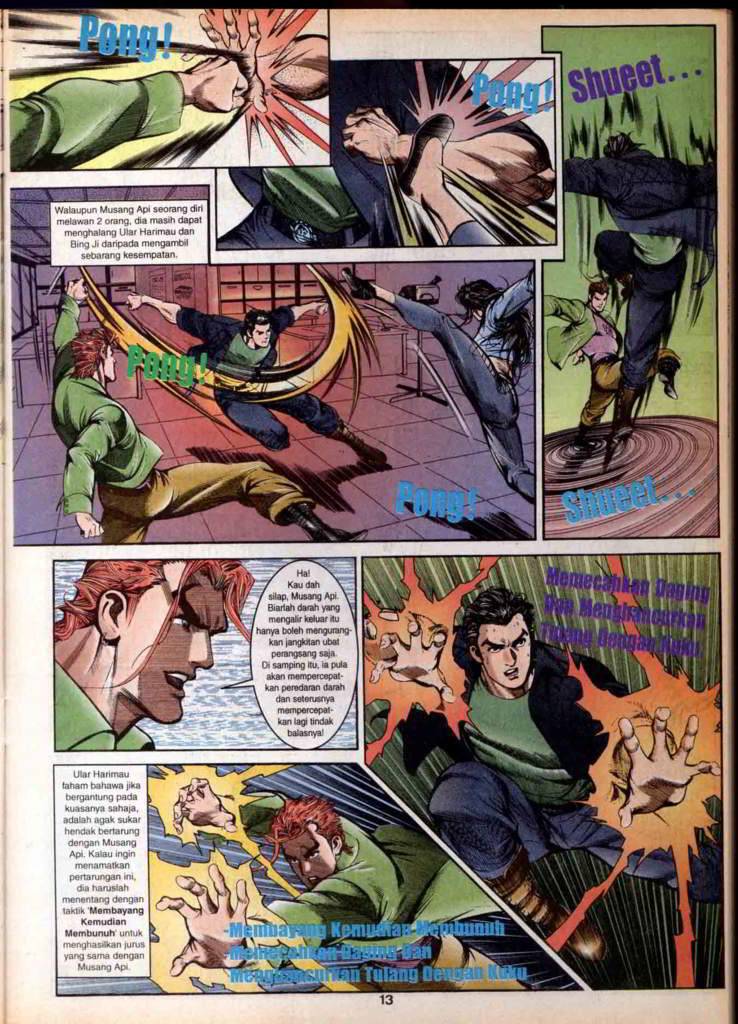 Pong!
Pong!
Shueet...
Walaupun Musang Api seorang diri
melawan 2 orang, dia masih dapat
menghalang Ular Harimau dan
Bing Ji daripada mengambil
sebarang kesempatan.
Pong!
Pong!
Shueet...
Ha!
Kau dah
silap, Musang Api.
Biarlah darah yang
mengalir keluar itu
hanya boleh mengurang-
kan jangkitan ubat
perangsang saja.
Di samping itu, ia pula
akan mempercepat-
kan peredaran darah
dan seterusnya
mempercepat-
kan lagi tindak
balasnya!
Memecahkan Daging
Dan Menghancurkan
Tulang Dengan Kuku
Ular Harimau
faham bahawa jika
bergantung pada
kuasanya sahaja,
adalah agak sukar
hendak bertarung
dengan Musang
Api. Kalau ingin
menamatkan
pertarungan ini,
dia haruslah
menentang dengan
taktik 'Membayang
Kemudian
Membunuh' untuk
menghasilkan jurus
yang sama dengan
Musang Api.
-Membayang Kemudian Membunuh
-Memecahkan Daging Dan
-Menghancurkan Tulang Dengan Kuku
13